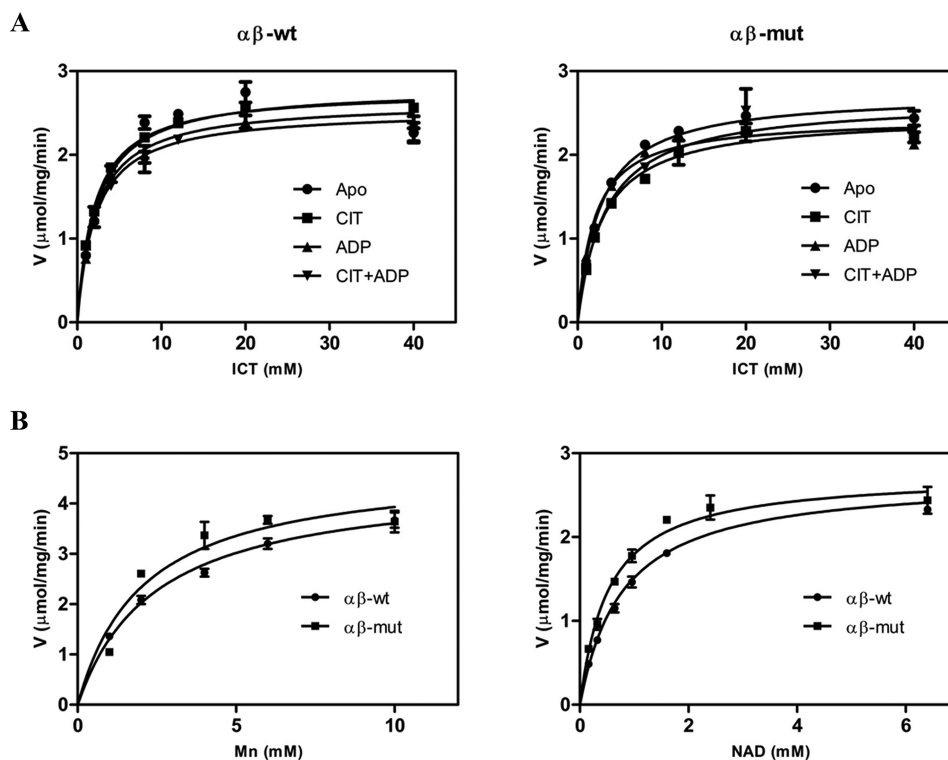 A
αβ-wt
V (μmol/mg/min)
3
2
1
0
0 10 20 30 40
ICT (mM)
Apo
CIT
ADP
CIT+ADP
αβ-mut
V (μmol/mg/min)
3
2
1
0
0 10 20 30 40
ICT (mM)
Apo
CIT
ADP
CIT+ADP
B
V (μmol/mg/min)
5
4
3
2
1
0
0 5 10
Mn (mM)
αβ-wt
αβ-mut
V (μmol/mg/min)
3
2
1
0
0 2 4 6
NAD (mM)
αβ-wt
αβ-mut